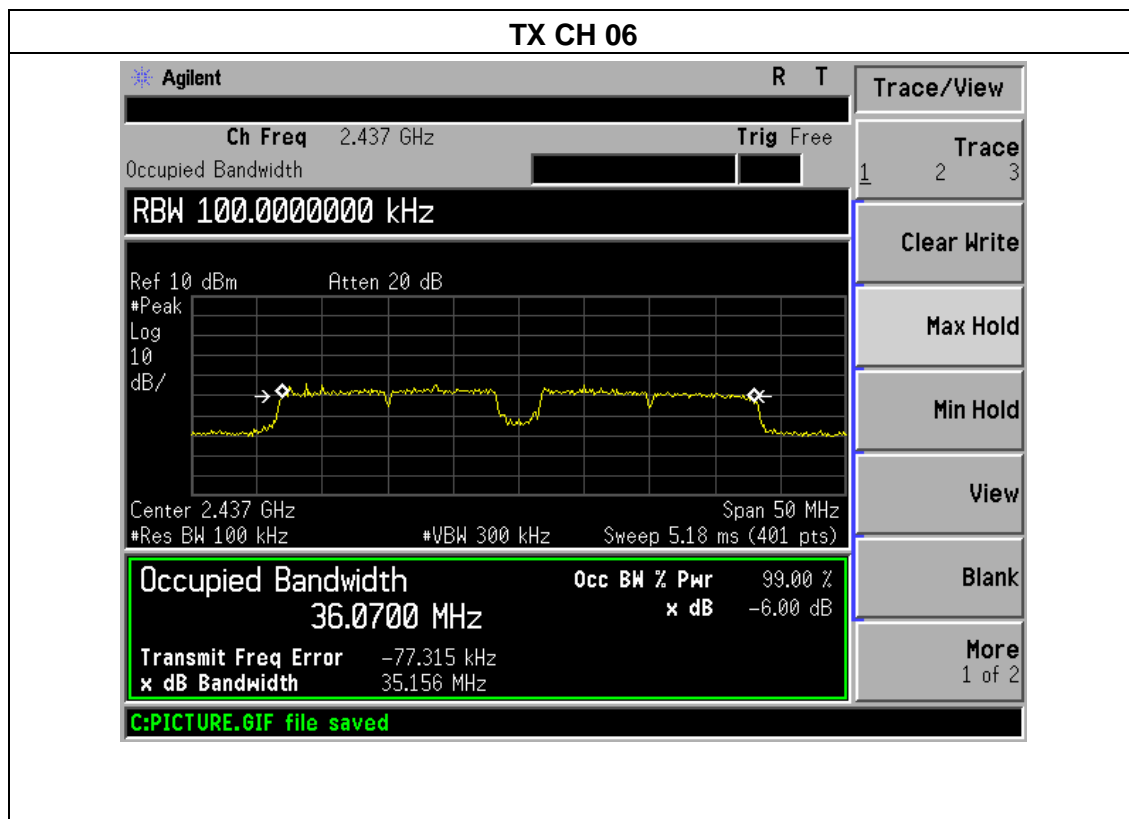 TX CH 06
Agilent R T
Trace/View
Ch Freq 2.437 GHz Trig Free
Occupied Bandwidth
Trace
1 2 3
RBW 100.0000000 kHz
Clear Write
Ref 10 dBm Atten 20 dB
#Peak
Log
10
dB/
Max Hold
Min Hold
View
Center 2.437 GHz Span 50 MHz
#Res BW 100 kHz #VBW 300 kHz Sweep 5.18 ms (401 pts)
Occupied Bandwidth Occ BW % Pwr 99.00 %
36.0700 MHz x dB -6.00 dB
Blank
Transmit Freq Error -77.315 kHz
x dB Bandwidth 35.156 MHz
More
1 of 2
C:PICTURE.GIF file saved